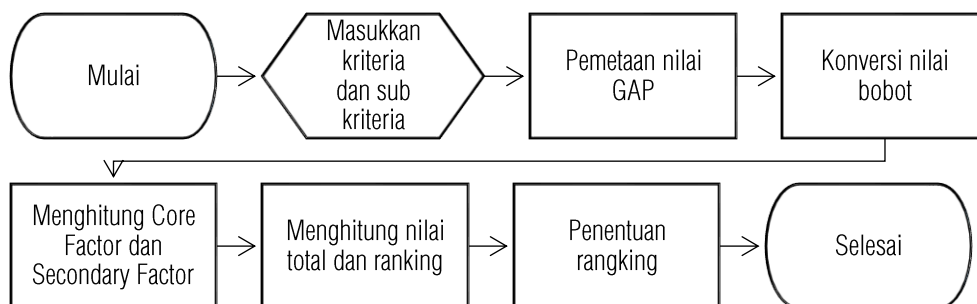 Mulai
Masukkan
kriteria
dan sub
kriteria
Pemetaan nilai
GAP
Konversi nilai
bobot
Menghitung Core
Factor dan
Secondary Factor
Menghitung nilai
total dan ranking
Penentuan
rangking
Selesai